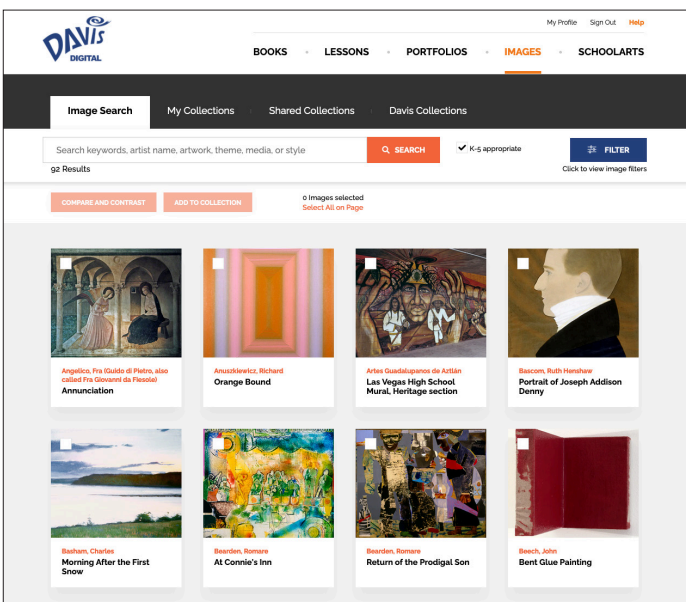 My Profile Sign Out Help
DAVIS
DIGITAL
BOOKS • LESSONS • PORTFOLIOS • IMAGES • SCHOOLARTS
Image Search My Collections Shared Collections Davis Collections
Search keywords, artist name, artwork, theme, media, or style
SEARCH
K-5 appropriate
FILTER
92 Results
Click to view image filters
COMPARE AND CONTRAST
ADD TO COLLECTION
0 Images selected
Select All on Page
Angelico, Fra (Guido di Pietro, also
called Fra Giovanni da Fiesole)
Annunciation
Anuszkiewicz, Richard
Orange Bound
Artes Guadalupanos de Aztlán
Las Vegas High School
Mural, Heritage section
Bascom, Ruth Henshaw
Portrait of Joseph Addison
Denny
Basham, Charles
Morning After the First
Snow
Bearden, Romare
At Connie's Inn
Bearden, Romare
Return of the Prodigal Son
Beech, John
Bent Glue Painting